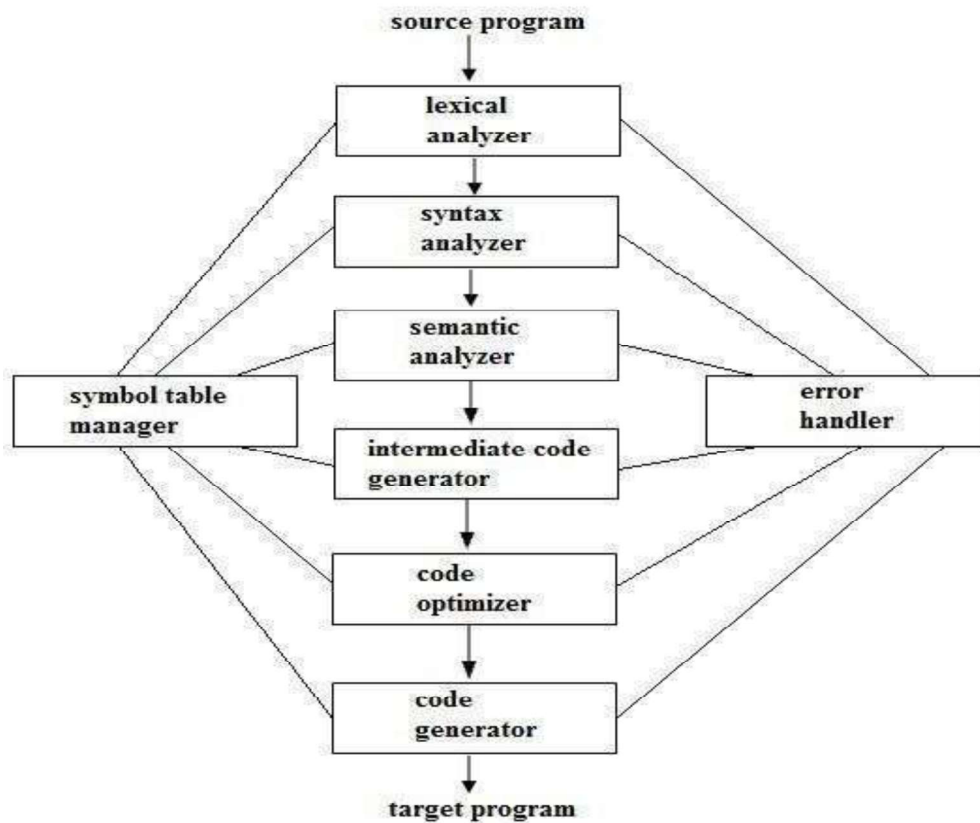 source program
lexical
analyzer
syntax
analyzer
semantic
analyzer
symbol table
manager
error
handler
intermediate code
generator
code
optimizer
code
generator
target program